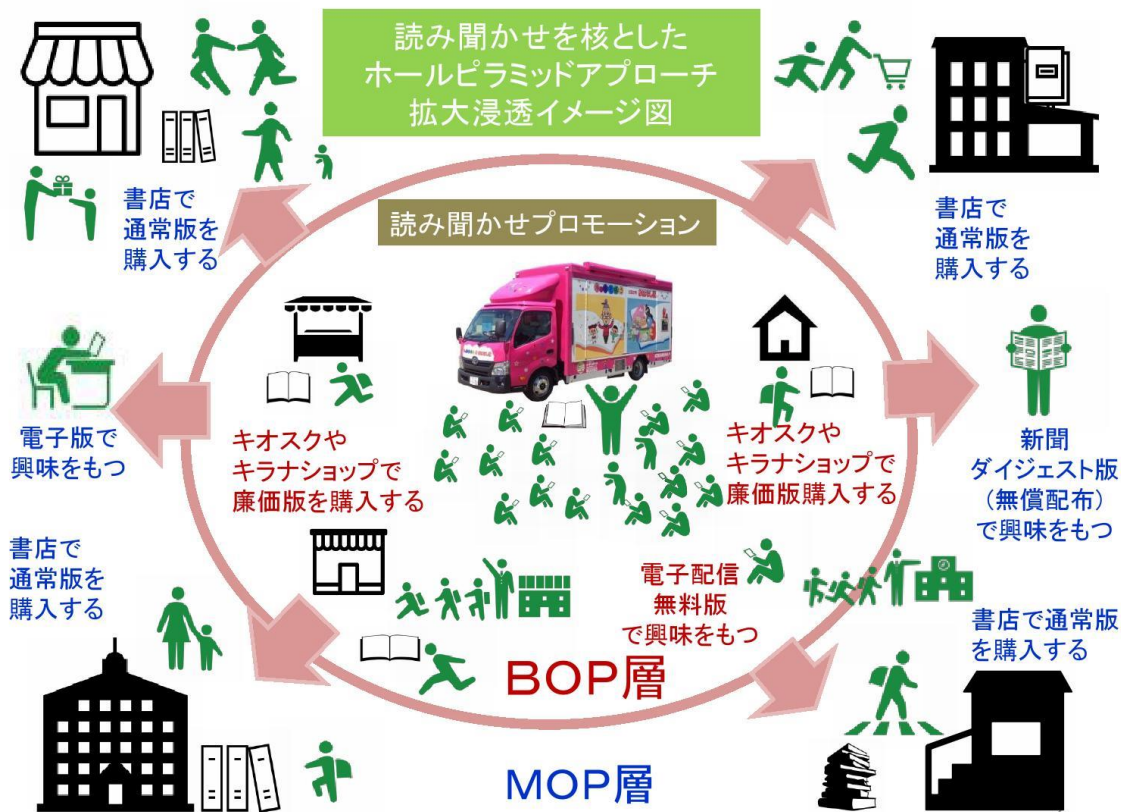 読み聞かせを核とした
ホールピラミッドアプローチ
拡大浸透イメージ図
読み聞かせプロモーション
書店で
通常版を
購入する
書店で
通常版を
購入する
電子版で
興味をもつ
キオスクや
キラナショップで
廉価版を購入する
キオスクや
キラナショップで
廉価版購入する
新聞
ダイジェスト版
（無償配布）
で興味をもつ
書店で
通常版を
購入する
電子配信
無料版
で興味をもつ
書店で通常版
を購入する
BOP層
MOP層